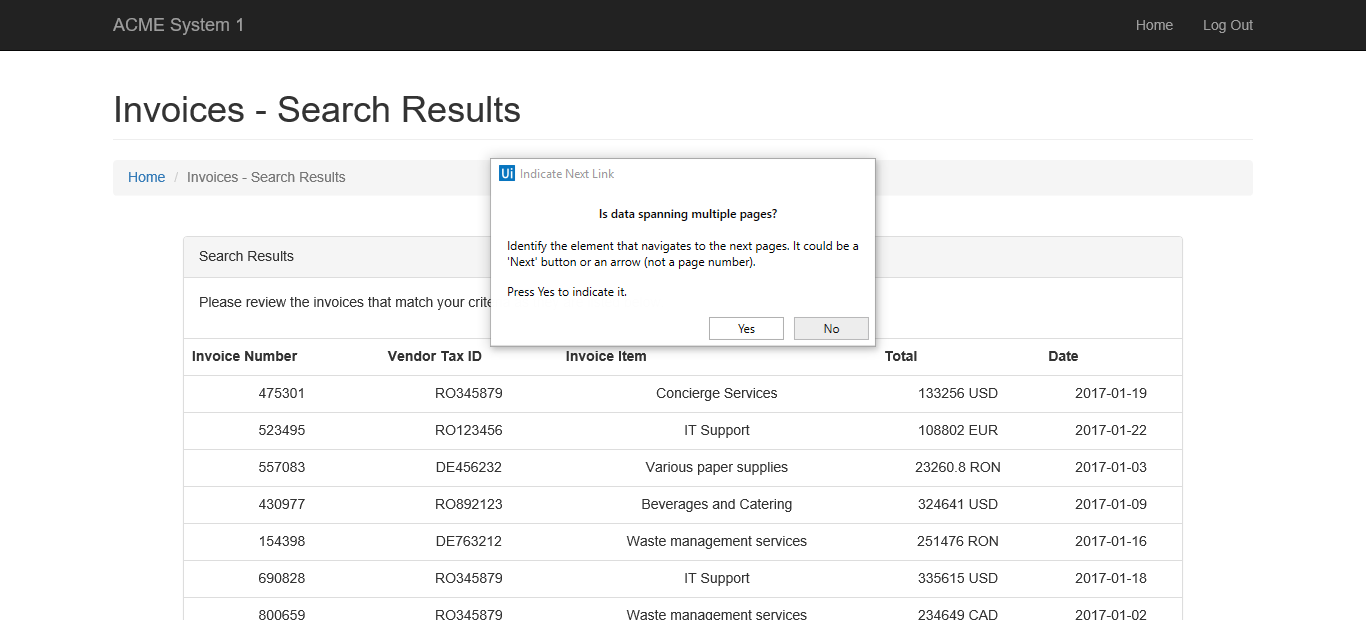 ACME System 1
Home
Log Out
Invoices - Search Results
Home / Invoices - Search Results
Ui Indicate Next Link
Is data spanning multiple pages?
Identify the element that navigates to the next pages. It could be a
'Next' button or an arrow (not a page number).
Press Yes to indicate it.
Yes No
Search Results
Please review the invoices that match your
Invoice Number Vendor Tax ID Invoice Item Total Date
475301 RO345879 Concierge Services 133256 USD 2017-01-19
523495 RO123456 IT Support 108802 EUR 2017-01-22
557083 DE456232 Various paper supplies 23260.8 RON 2017-01-03
430977 RO892123 Beverages and Catering 324641 USD 2017-01-09
154398 DE763212 Waste management services 251476 RON 2017-01-16
690828 RO345879 IT Support 335615 USD 2017-01-18
800659 RO345879 Waste management services 234649 CAD 2017-01-02